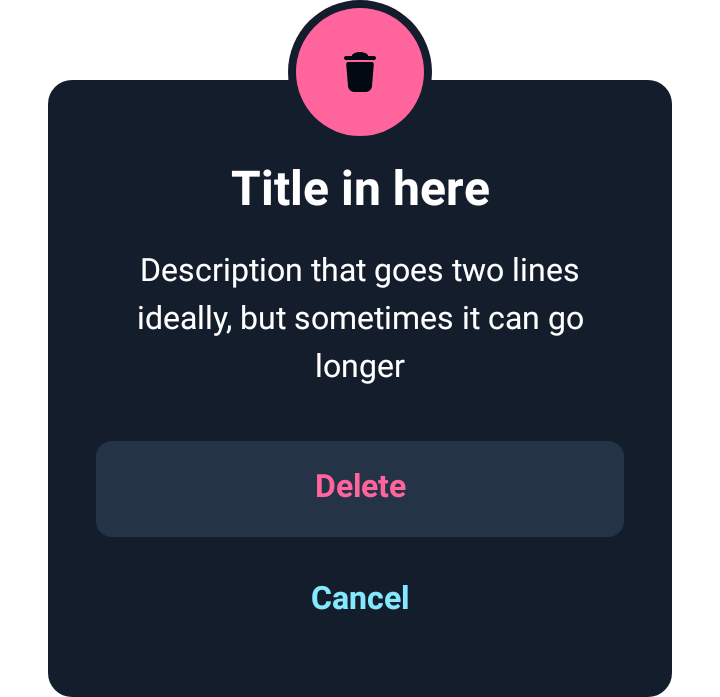 Title in here
Description that goes two lines
ideally, but sometimes it can go
longer
Delete
Cancel